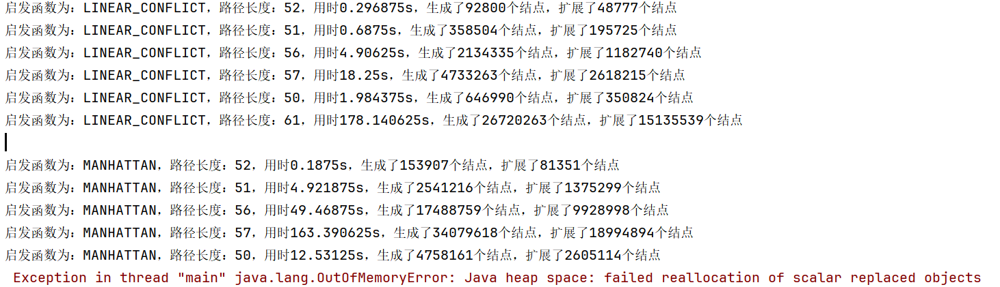 启发函数为：LINEAR_CONFLICT，路径长度：52，用时0.296875s，生成了92800个结点，扩展了48777个结点
启发函数为：LINEAR_CONFLICT，路径长度：51，用时0.6875s，生成了358504个结点，扩展了195725个结点
启发函数为：LINEAR_CONFLICT，路径长度：56，用时4.90625s，生成了2134335个结点，扩展了1182740个结点
启发函数为：LINEAR_CONFLICT，路径长度：57，用时18.25s，生成了4733263个结点，扩展了2618215个结点
启发函数为：LINEAR_CONFLICT，路径长度：50，用时1.984375s，生成了646990个结点，扩展了350824个结点
启发函数为：LINEAR_CONFLICT，路径长度：61，用时178.140625s，生成了26720263个结点，扩展了15135539个结点
启发函数为：MANHATTAN，路径长度：52，用时0.1875s，生成了153907个结点，扩展了81351个结点
启发函数为：MANHATTAN，路径长度：51，用时4.921875s，生成了2541216个结点，扩展了1375299个结点
启发函数为：MANHATTAN，路径长度：56，用时49.46875s，生成了17488759个结点，扩展了9928998个结点
启发函数为：MANHATTAN，路径长度：57，用时163.390625s，生成了34079618个结点，扩展了18994894个结点
启发函数为：MANHATTAN，路径长度：50，用时12.53125s，生成了4758161个结点，扩展了2605114个结点
Exception in thread "main" java.lang.OutOfMemoryError: Java heap space: failed reallocation of scalar replaced objects